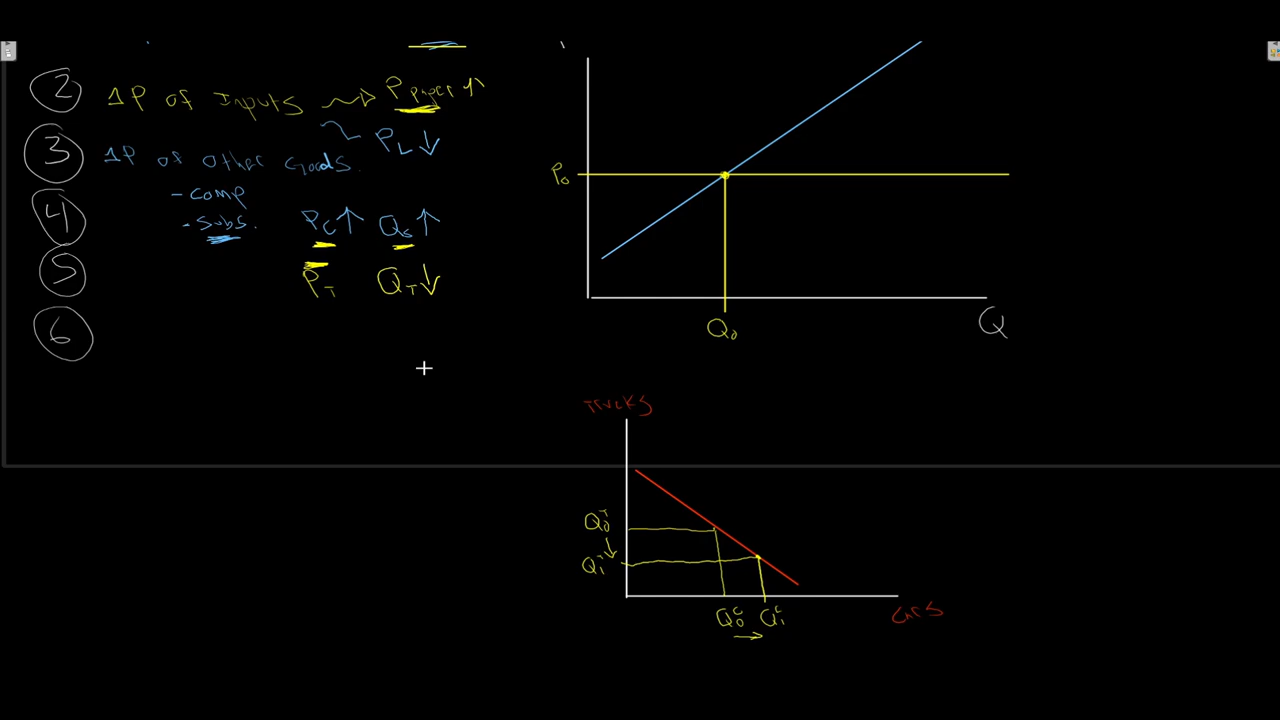 ② ΔP of Inputs ⇝ P Paper ↑
③ ΔP of Other Goods. P_L ↓
④ - Comp
- Subs. P_C ↑ Q_S ↑
⑤ P_T Q_T ↓
⑥
P₀
Q₀
Q
Trucks
Q₀ᵀ
↓
Q₁ᵀ
Q₀ᶜ Q₁ᶜ
→
Cars